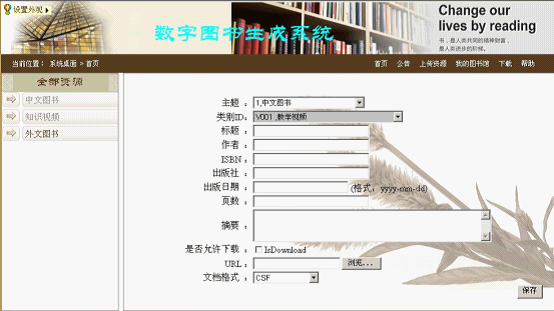 设置外观
数字图书生成系统
Change our
lives by reading
书，是人类共同的精神财富，
是人类进步的阶梯。
当前位置： 系统桌面 > 首页
首页 公告 上传资源 我的图书馆 下载 帮助
全部资源
中文图书
知识视频
外文图书
主题 ： 1,中文图书
类别ID： V001 ,教学视频
标题 ：
作者 ：
ISBN ：
出版社 ：
出版日期 ： (格式：yyyy-mm-dd)
页数 ：
摘要 ：
是否允许下载 ： IsDownload
URL ： 浏览...
文档格式 ： CSF
保存